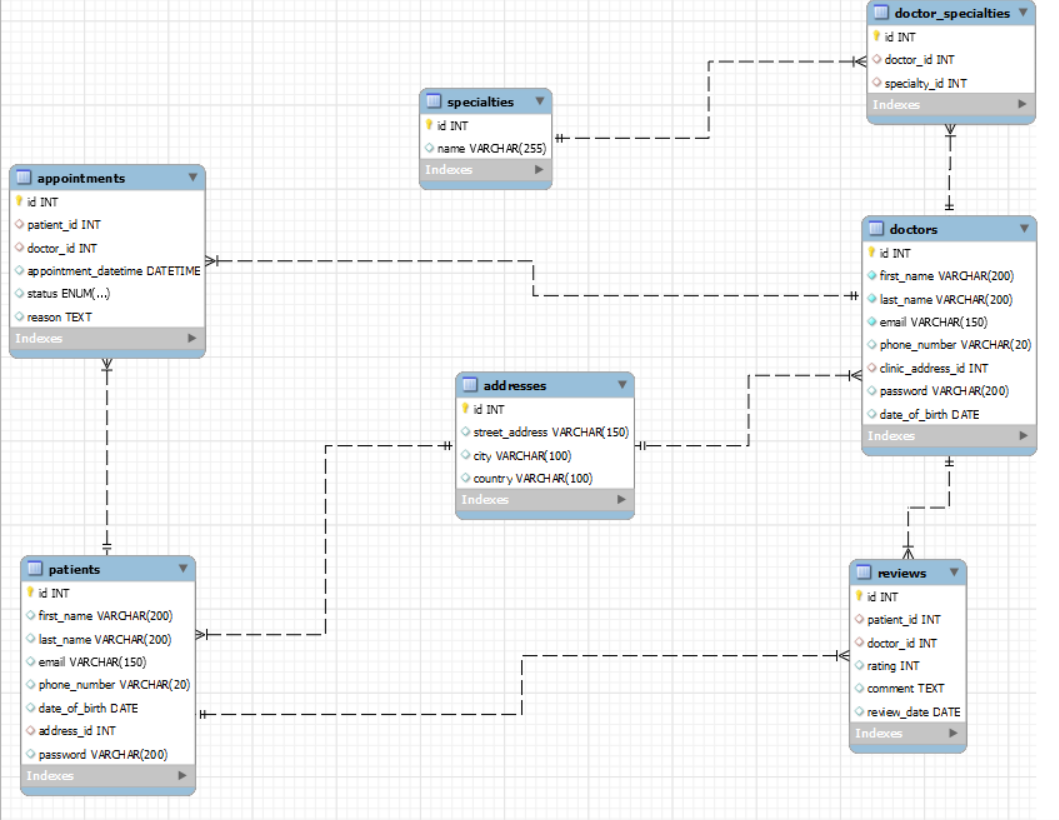 doctor_specialties
id INT
doctor_id INT
specialty_id INT
Indexes
specialties
id INT
name VARCHAR(255)
Indexes
appointments
id INT
patient_id INT
doctor_id INT
appointment_datetime DATETIME
status ENUM(...)
reason TEXT
Indexes
doctors
id INT
first_name VARCHAR(200)
last_name VARCHAR(200)
email VARCHAR(150)
phone_number VARCHAR(20)
clinic_address_id INT
password VARCHAR(200)
date_of_birth DATE
Indexes
addresses
id INT
street_address VARCHAR(150)
city VARCHAR(100)
country VARCHAR(100)
Indexes
patients
id INT
first_name VARCHAR(200)
last_name VARCHAR(200)
email VARCHAR(150)
phone_number VARCHAR(20)
date_of_birth DATE
address_id INT
password VARCHAR(200)
Indexes
reviews
id INT
patient_id INT
doctor_id INT
rating INT
comment TEXT
review_date DATE
Indexes